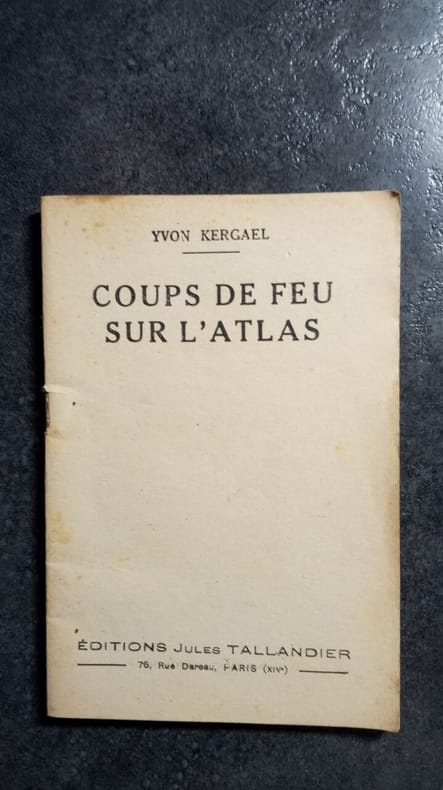 YVON KERGAEL
COUPS DE FEU
SUR L'ATLAS
ÉDITIONS JULES TALLANDIER
75, Rue Dareau, PARIS (XIVe)